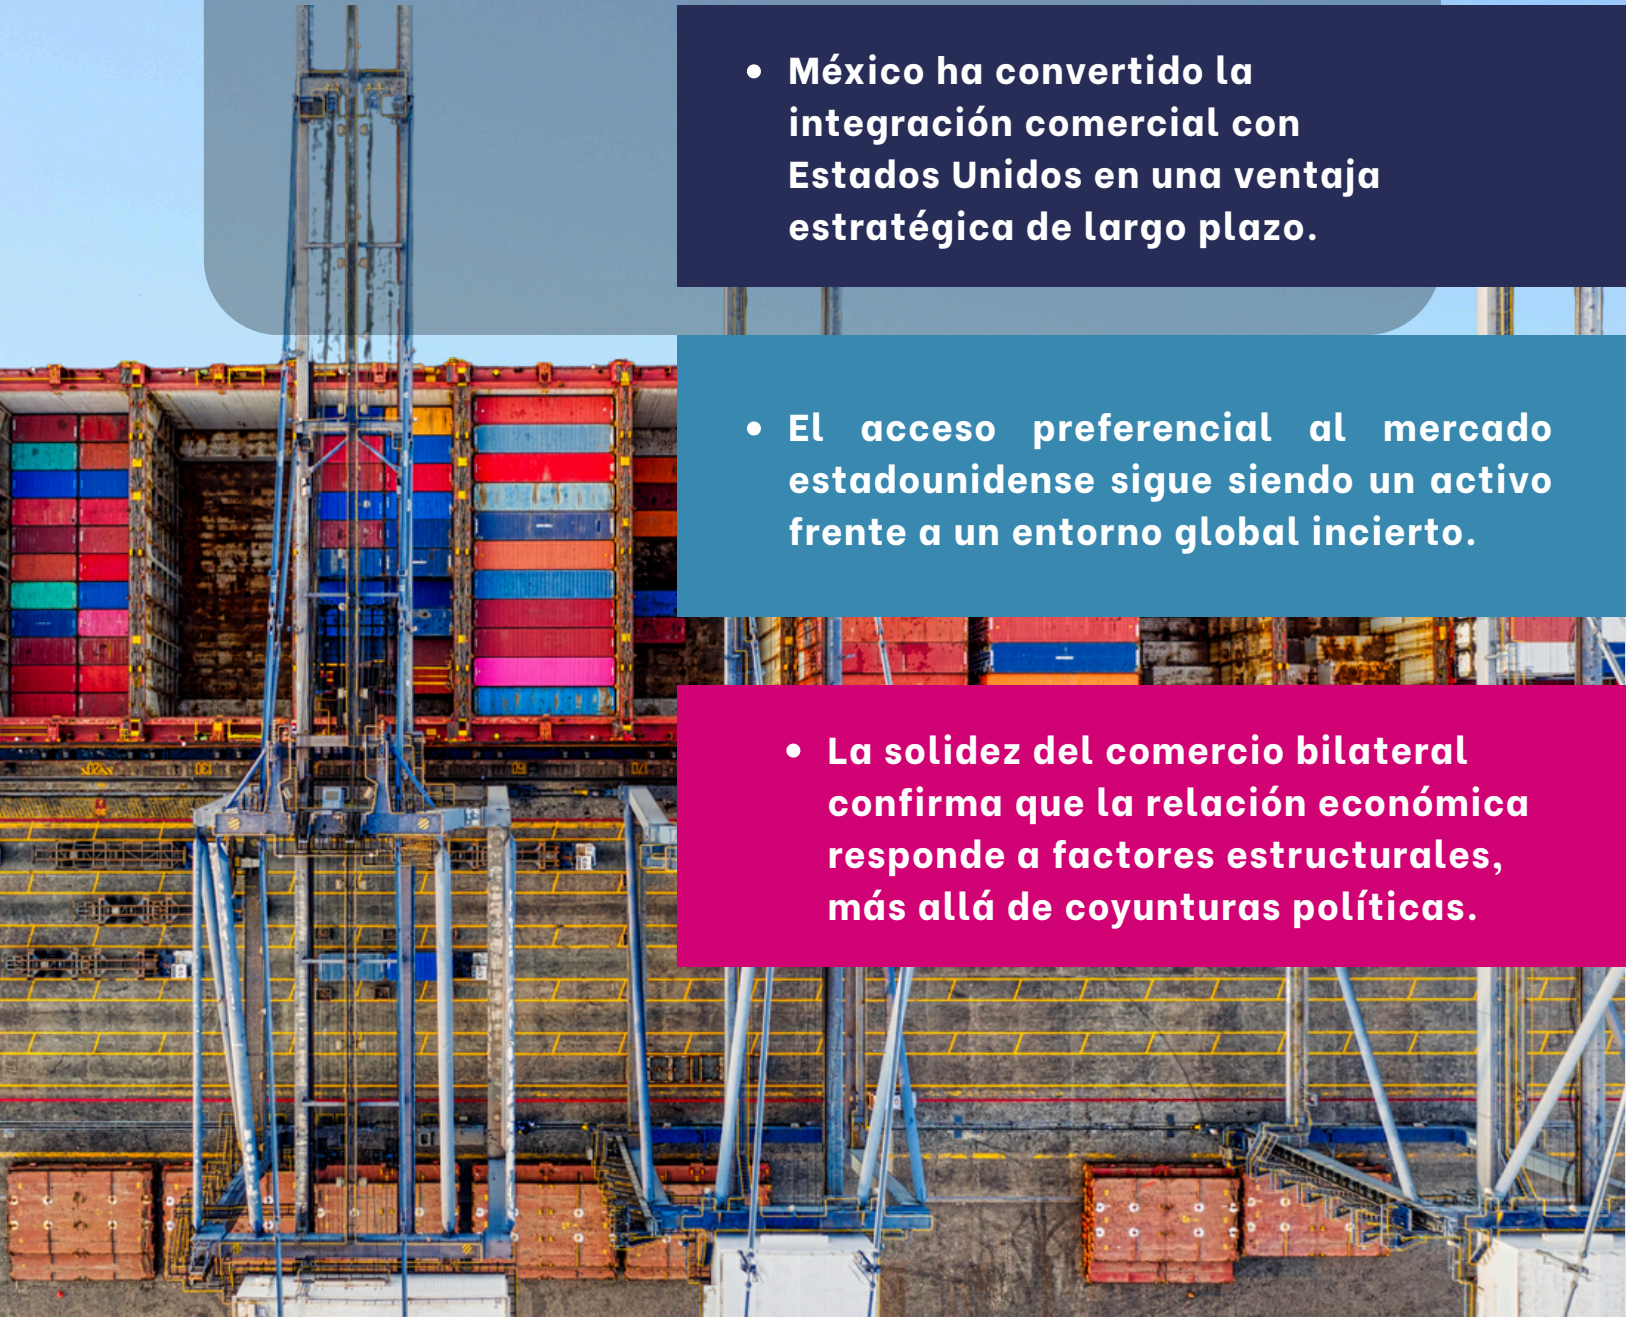 • México ha convertido la
integración comercial con
Estados Unidos en una ventaja
estratégica de largo plazo.
• El acceso preferencial al mercado
estadounidense sigue siendo un activo
frente a un entorno global incierto.
• La solidez del comercio bilateral
confirma que la relación económica
responde a factores estructurales,
más allá de coyunturas políticas.